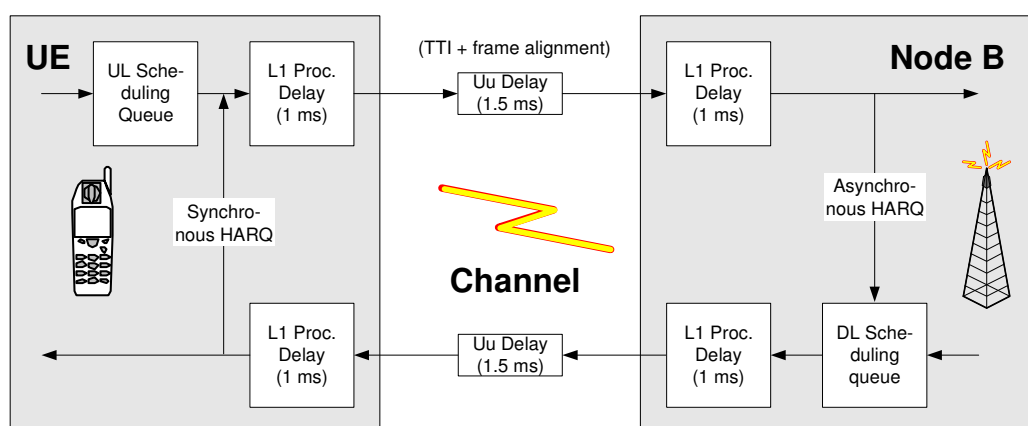 UE
UL Sche-
duling
Queue
L1 Proc.
Delay
(1 ms)
(TTI + frame alignment)
Uu Delay
(1.5 ms)
L1 Proc.
Delay
(1 ms)
Node B
Synchro-
nous HARQ
Asynchro-
nous HARQ
Channel
L1 Proc.
Delay
(1 ms)
Uu Delay
(1.5 ms)
L1 Proc.
Delay
(1 ms)
DL Sche-
duling
queue